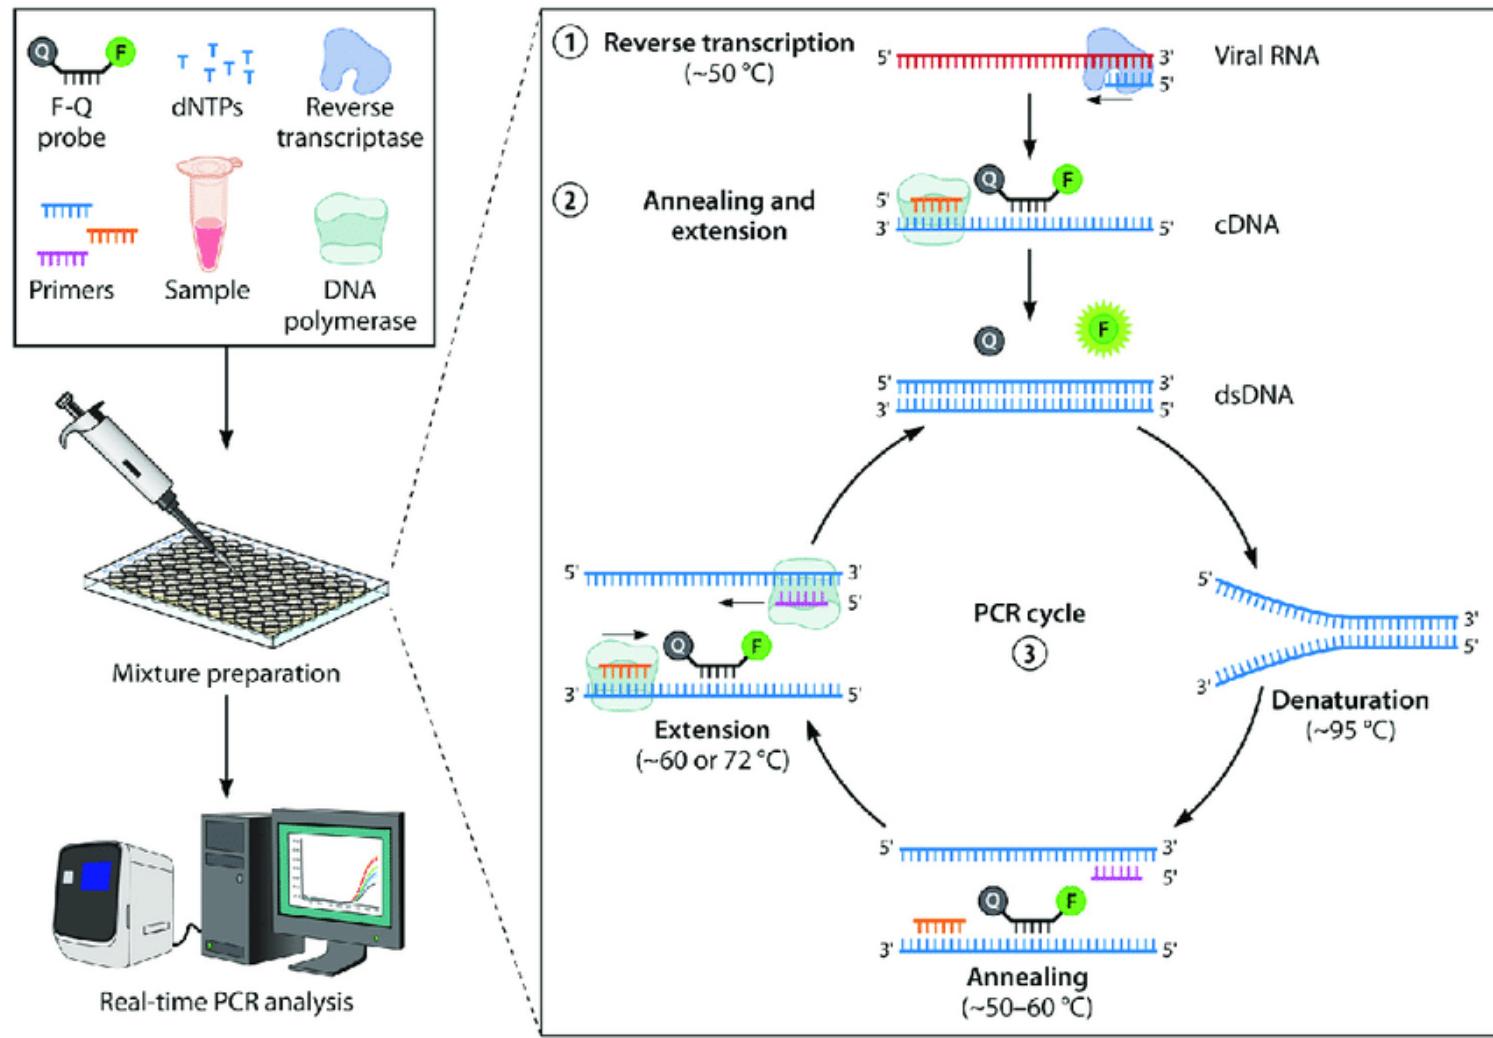 Q
F
F-Q
probe
T T T T T T
dNTPs
Reverse
transcriptase
Primers
Sample
DNA
polymerase
Mixture preparation
Real-time PCR analysis
1 Reverse transcription
(~50 °C)
5' 3'
5'
Viral RNA
2 Annealing and
extension
Q F
5'
3' 5'
cDNA
Q F
5' 3'
3' 5'
dsDNA
PCR cycle
3
5' 3'
3' 5'
Denaturation
(~95 °C)
5' 3'
5'
Q F
3' 5'
Annealing
(~50–60 °C)
5' 3'
5'
Q F
3' 5'
Extension
(~60 or 72 °C)